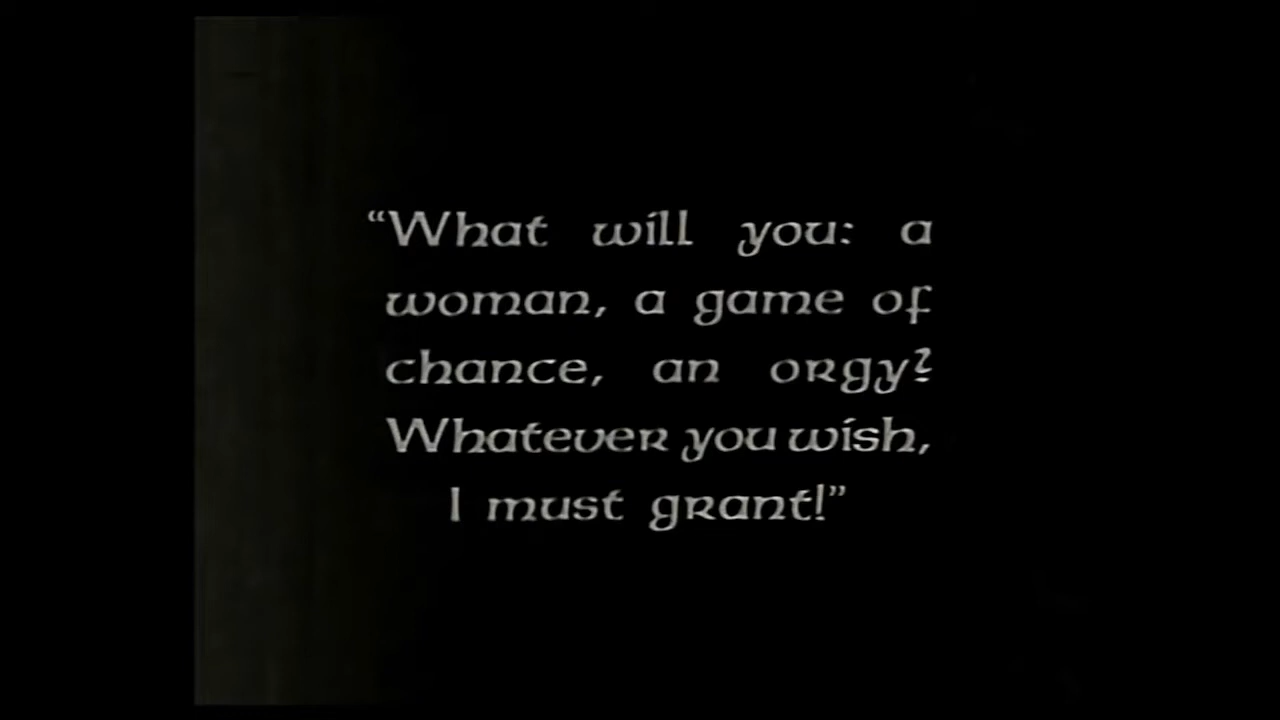 “What will you: a
woman, a game of
chance, an orgy?
Whatever you wish,
I must grant!”